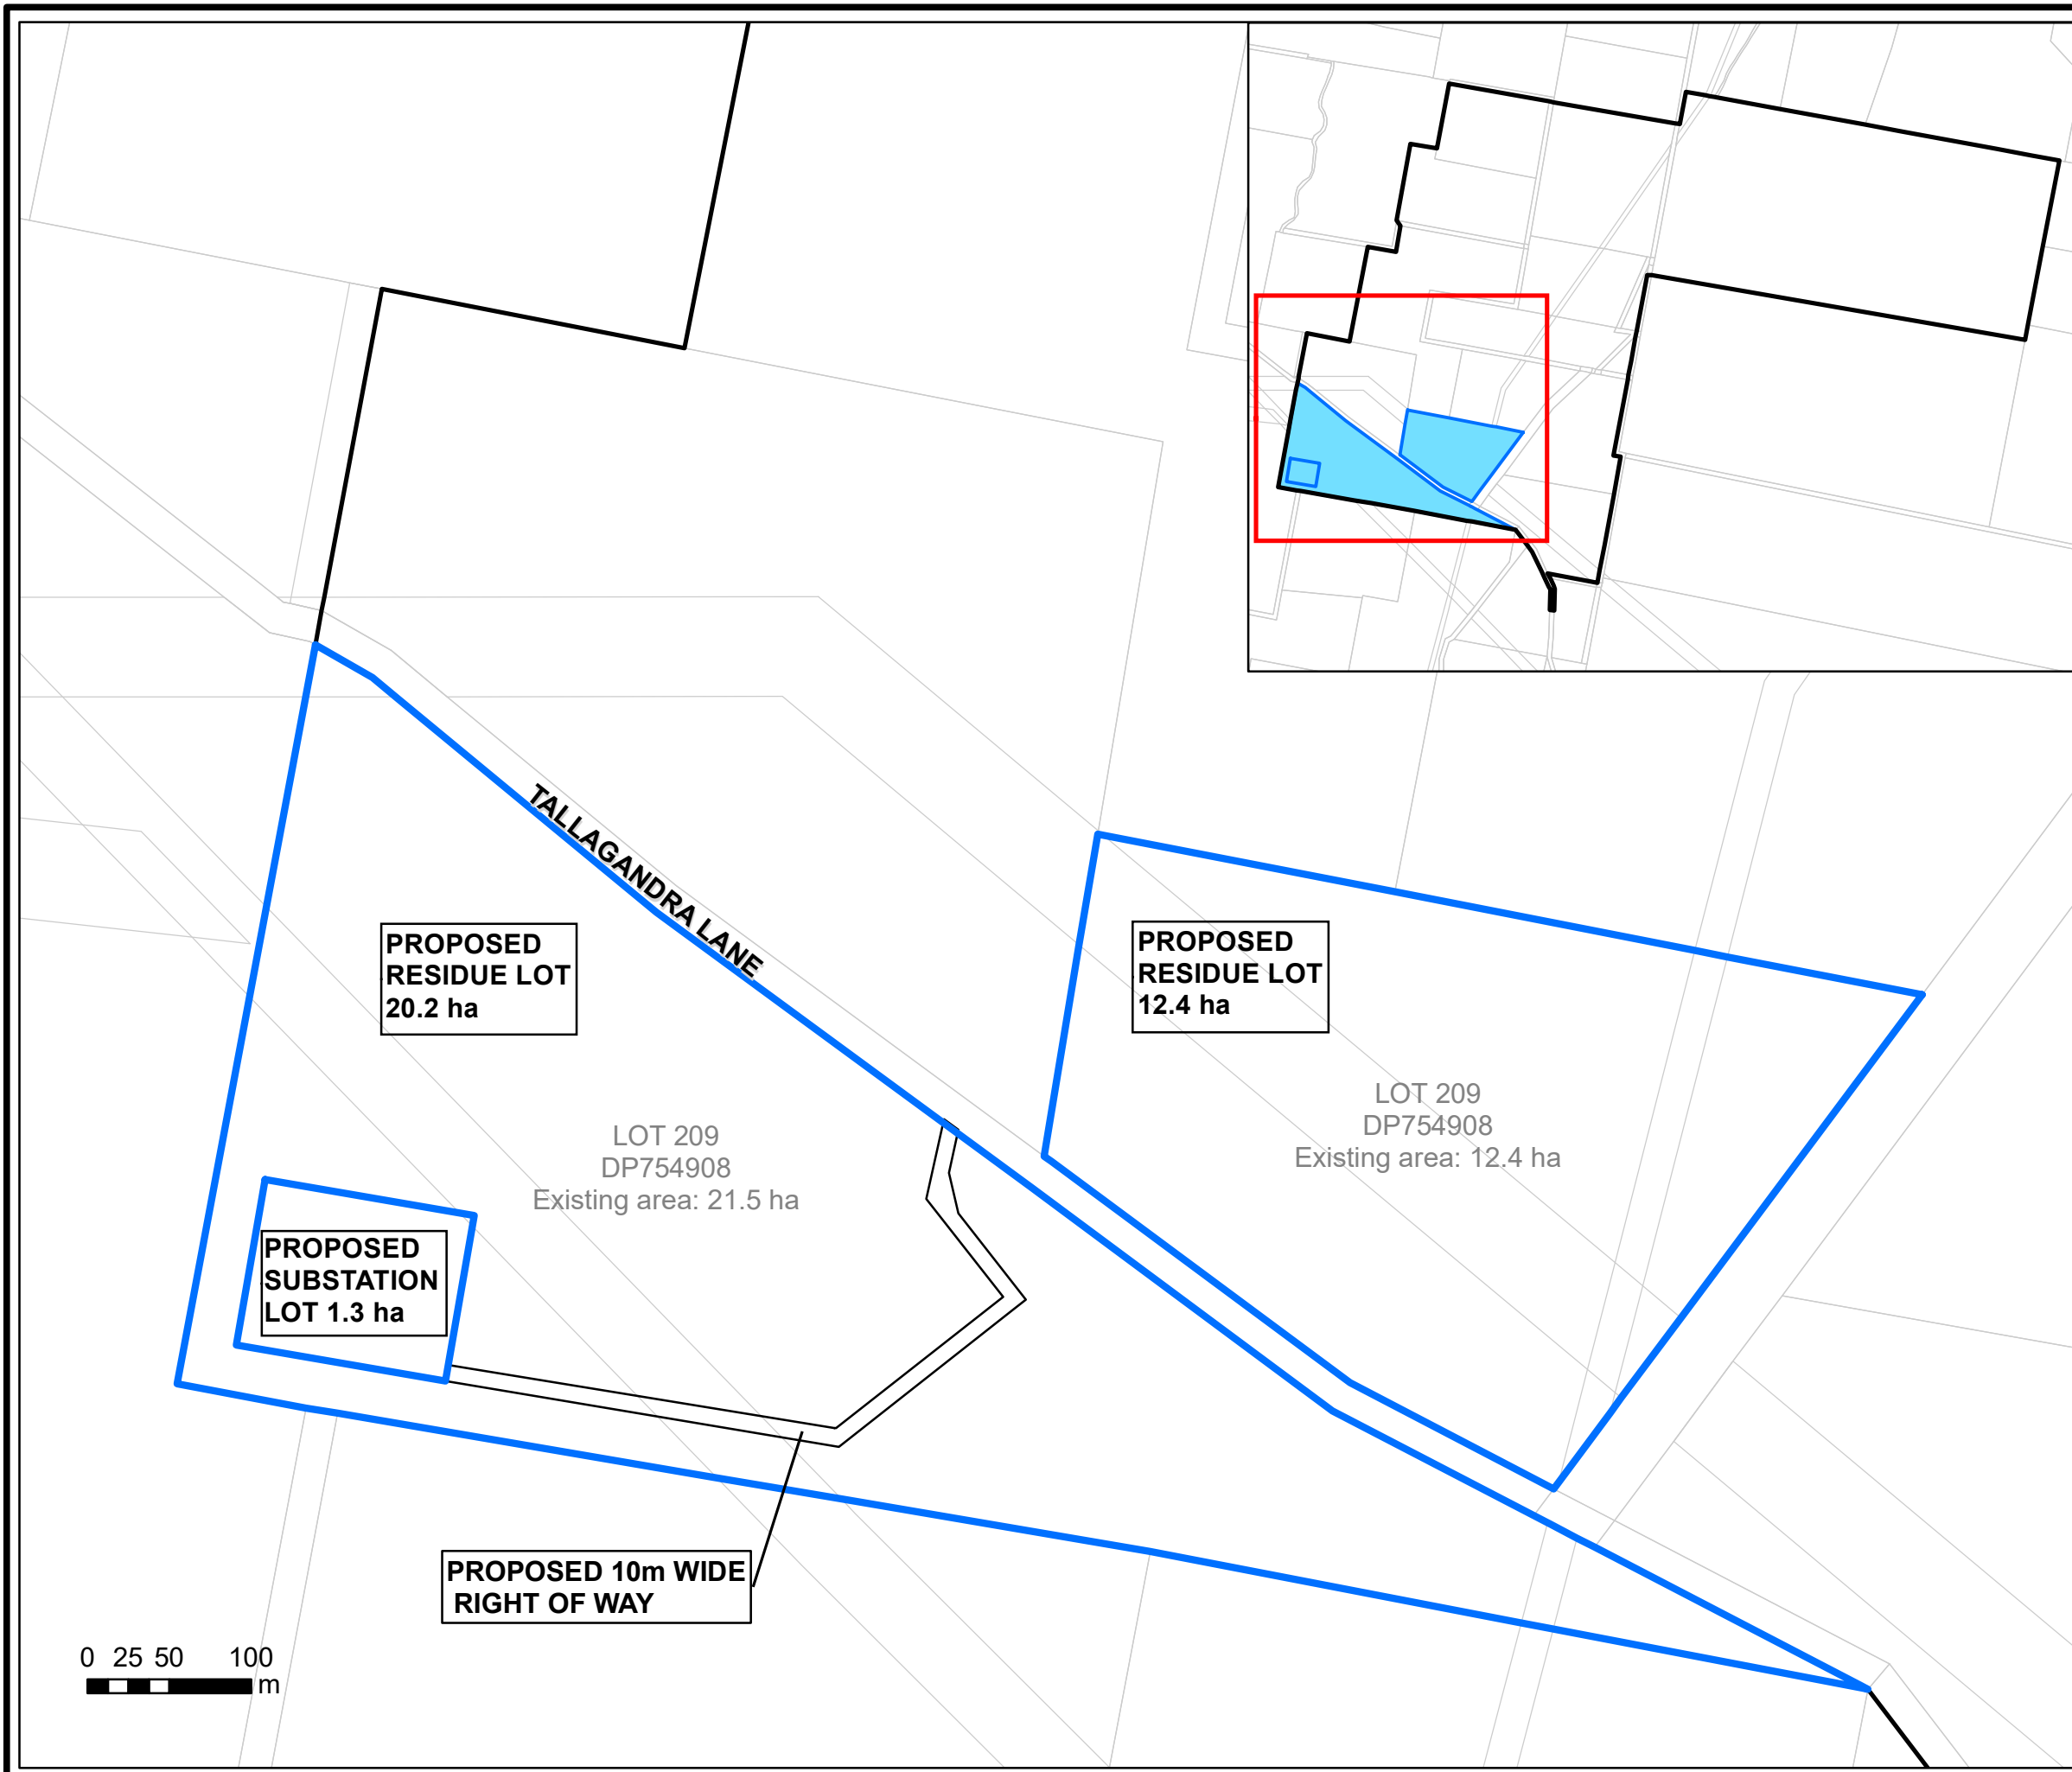 TALLAGANDRA LANE
PROPOSED
RESIDUE LOT
20.2 ha
PROPOSED
RESIDUE LOT
12.4 ha
LOT 209
DP754908
Existing area: 12.4 ha
LOT 209
DP754908
Existing area: 21.5 ha
PROPOSED
SUBSTATION
LOT 1.3 ha
PROPOSED 10m WIDE
RIGHT OF WAY
0 25 50 100
m